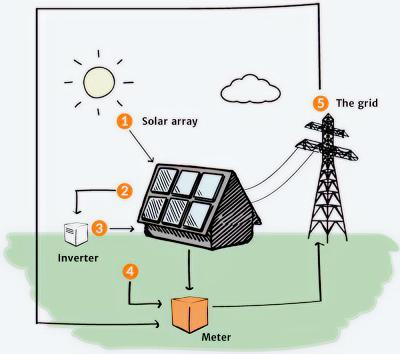 5 The grid
1 Solar array
2
3
Inverter
4
Meter